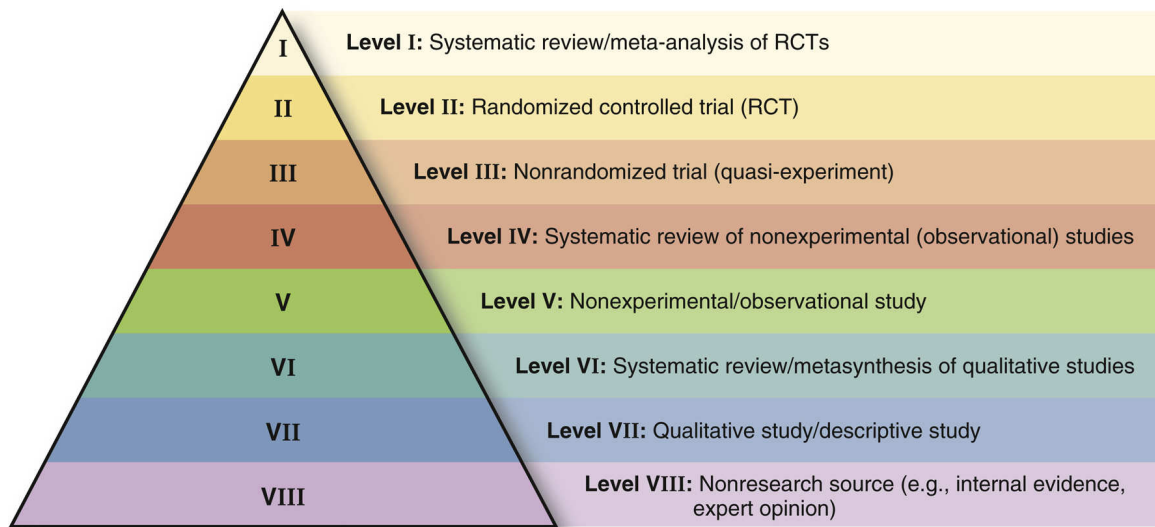 I
Level I: Systematic review/meta-analysis of RCTs
II
Level II: Randomized controlled trial (RCT)
III
Level III: Nonrandomized trial (quasi-experiment)
IV
Level IV: Systematic review of nonexperimental (observational) studies
V
Level V: Nonexperimental/observational study
VI
Level VI: Systematic review/metasynthesis of qualitative studies
VII
Level VII: Qualitative study/descriptive study
VIII
Level VIII: Nonresearch source (e.g., internal evidence,
expert opinion)